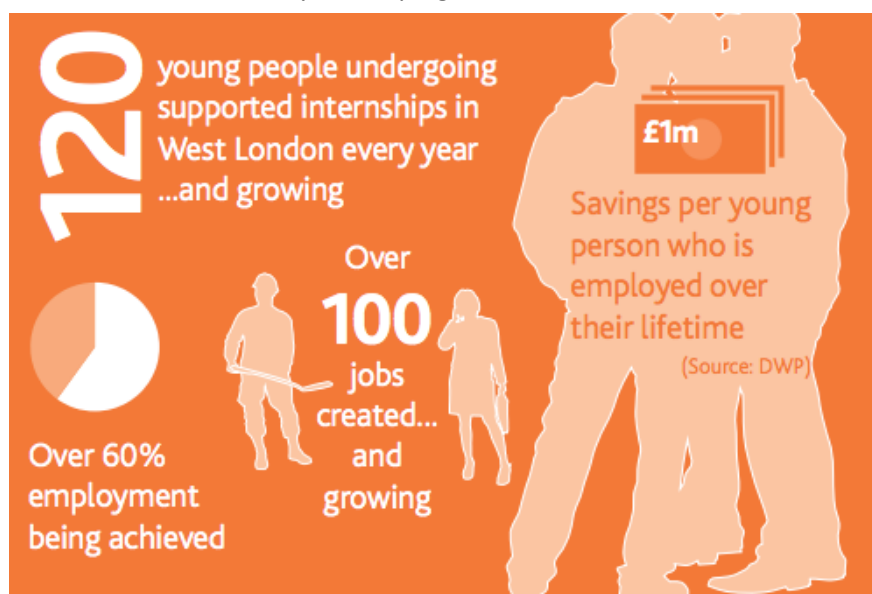 120
young people undergoing
supported internships in
West London every year
...and growing
Over
100
jobs
created...
and
growing
Over 60%
employment
being achieved
£1m
Savings per young
person who is
employed over
their lifetime
(Source: DWP)